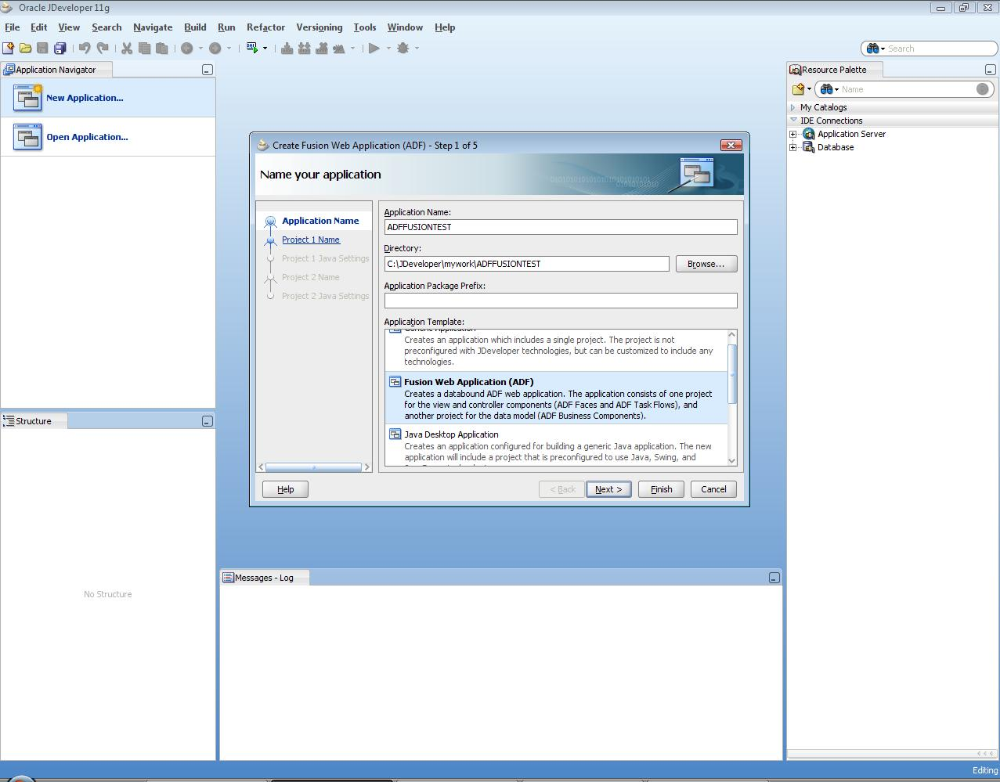 Oracle JDeveloper 11g
File Edit View Search Navigate Build Run Refactor Versioning Tools Window Help
Search
Application Navigator
New Application...
Open Application...
Structure
No Structure
Create Fusion Web Application (ADF) - Step 1 of 5
Name your application
Application Name
Project 1 Name
Project 1 Java Settings
Project 2 Name
Project 2 Java Settings
Application Name:
ADFFUSIONTEST
Directory:
C:\JDeveloper\mywork\ADFFUSIONTEST
Browse...
Application Package Prefix:
Application Template:
Generic Application
Creates an application which includes a single project. The project is not
preconfigured with JDeveloper technologies, but can be customized to include any
technologies.
Fusion Web Application (ADF)
Creates a databound ADF web application. The application consists of one project
for the view and controller components (ADF Faces and ADF Task Flows), and
another project for the data model (ADF Business Components).
Java Desktop Application
Creates an application configured for building a generic Java application. The new
application will include a project that is preconfigured to use Java, Swing, and
Help
< Back
Next >
Finish
Cancel
Messages - Log
Resource Palette
Name
My Catalogs
IDE Connections
Application Server
Database
Editing